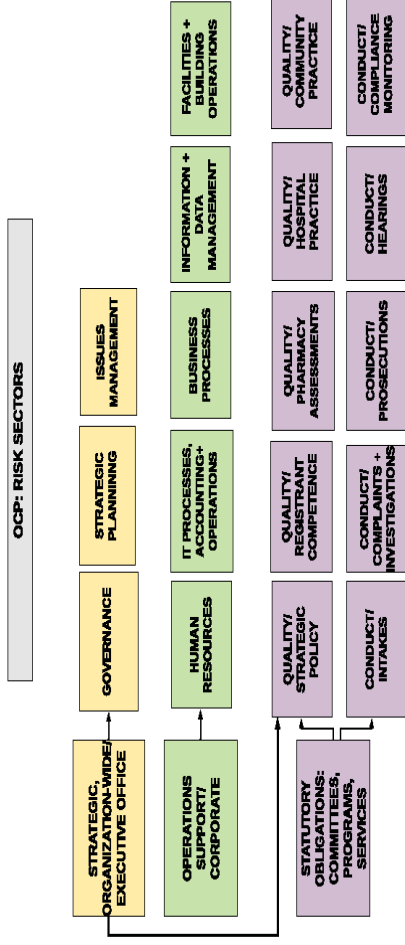 OCP: RISK SECTORS
STRATEGIC,
ORGANIZATION-WIDE/
EXECUTIVE OFFICE
GOVERNANCE
STRATEGIC
PLANNINNG
ISSUES
MANAGEMENT
OPERATIONS
SUPPORT/
CORPORATE
HUMAN
RESOURCES
IT PROCESSES,
ACCOUNTING+
OPERATIONS
BUSINESS
PROCESSES
INFORMATION +
DATA
MANAGEMENT
FACILITIES +
BUILDING
OPERATIONS
STATUTORY
OBLIGATIONS:
COMMITTEES,
PROGRAMS,
SERVICES
QUALITY/
STRATEGIC
POLICY
QUALITY/
REGISTRANT
COMPETENCE
QUALITY/
PHARMACY
ASSESSMENTS
QUALITY/
HOSPITAL
PRACTICE
QUALITY/
COMMUNITY
PRACTICE
CONDUCT/
INTAKES
CONDUCT/
COMPLAINTS +
INVESTIGATIONS
CONDUCT/
PROSECUTIONS
CONDUCT/
HEARINGS
CONDUCT/
COMPLIANCE
MONITORING